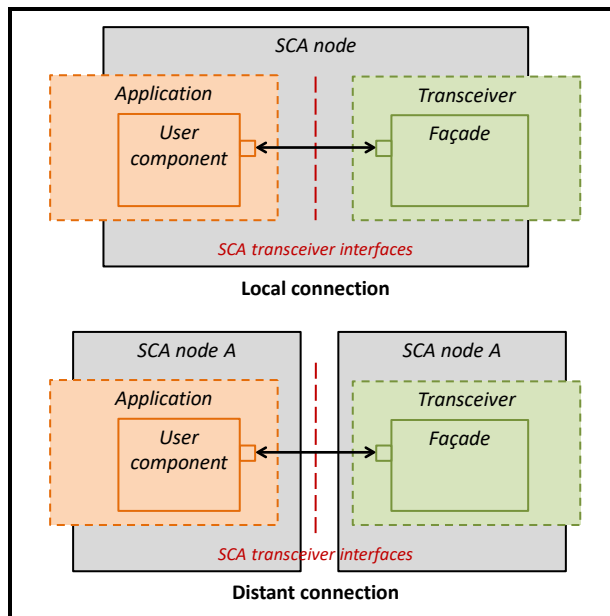 SCA node
Application
Transceiver
User
component
Façade
SCA transceiver interfaces
Local connection
SCA node A
SCA node A
Application
Transceiver
User
component
Façade
SCA transceiver interfaces
Distant connection